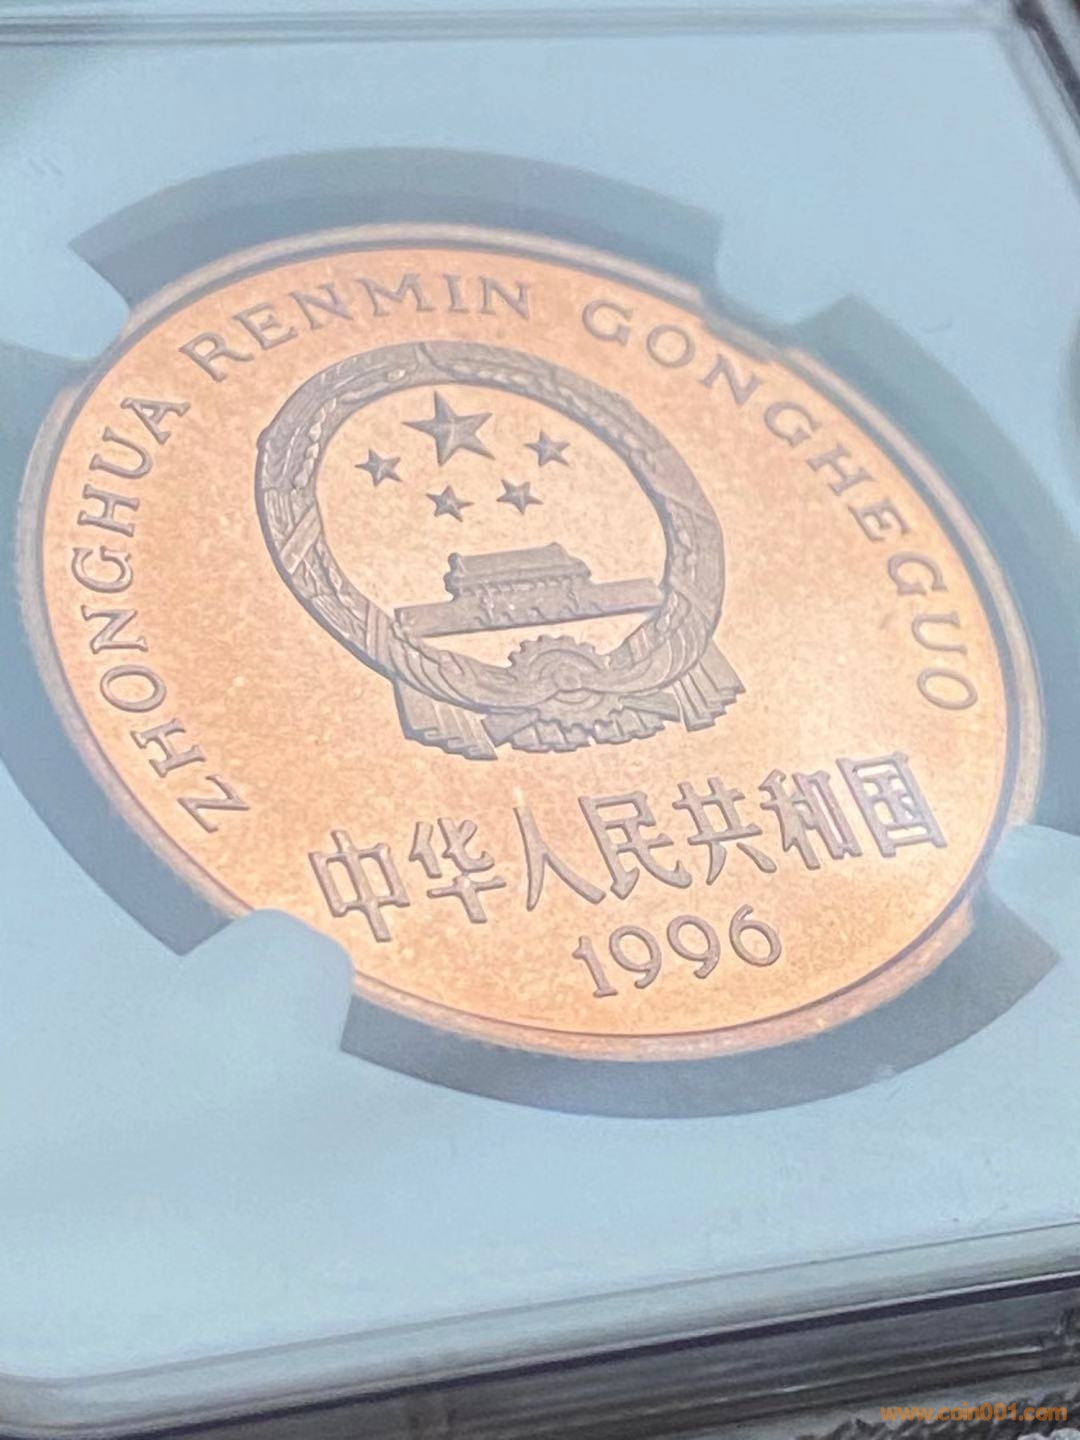 ZHONGHUA RENMIN GONGHEGUO
中华人民共和国
1996
www.coin001.com